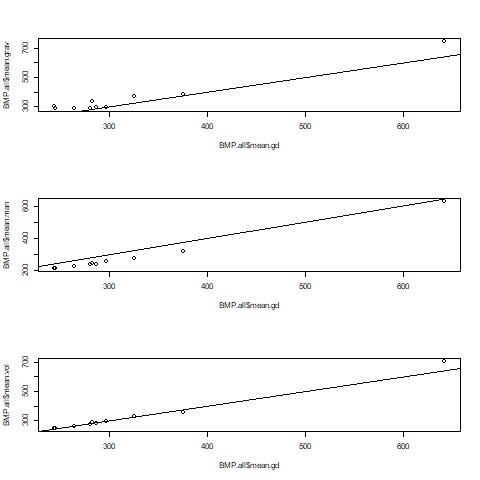 BMP.all$mean.grav
700
500
300
300 400 500 600
BMP.all$mean.gd
BMP.all$mean.man
600
400
200
300 400 500 600
BMP.all$mean.gd
BMP.all$mean.vol
700
500
300
300 400 500 600
BMP.all$mean.gd